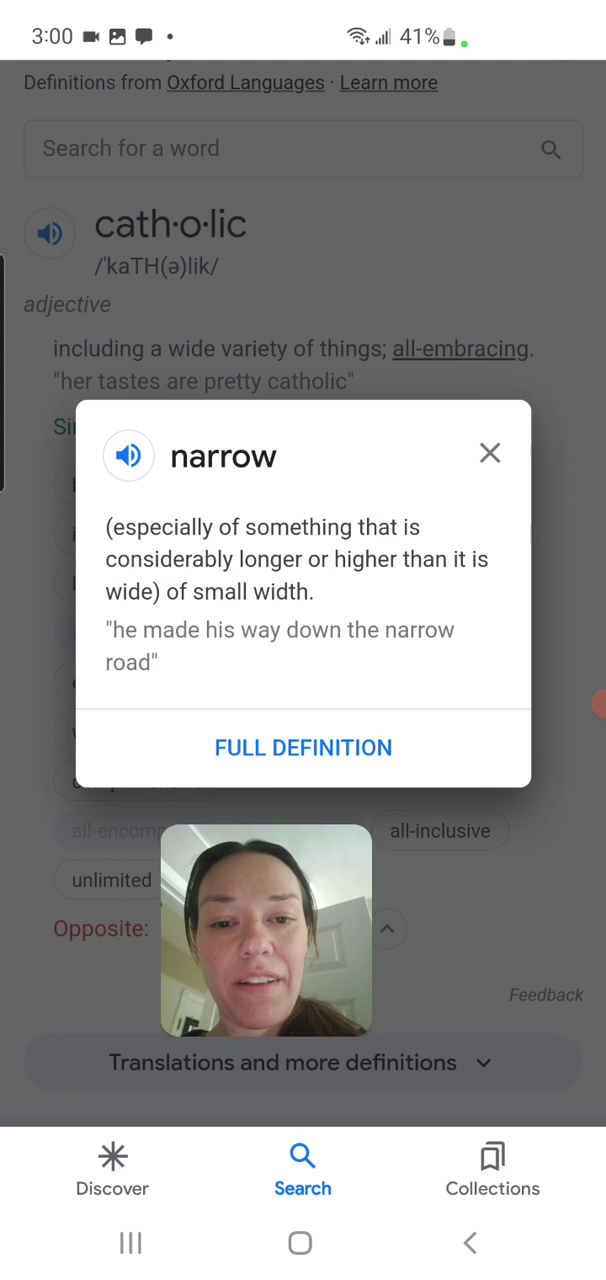 3:00
41%
Definitions from Oxford Languages · Learn more
Search for a word
cath·o·lic
/ˈkaTH(ə)lik/
adjective
including a wide variety of things; all-embracing.
"her tastes are pretty catholic"
narrow
(especially of something that is
considerably longer or higher than it is
wide) of small width.
"he made his way down the narrow
road"
FULL DEFINITION
all-inclusive
unlimited
Opposite:
Feedback
Translations and more definitions
Discover
Search
Collections